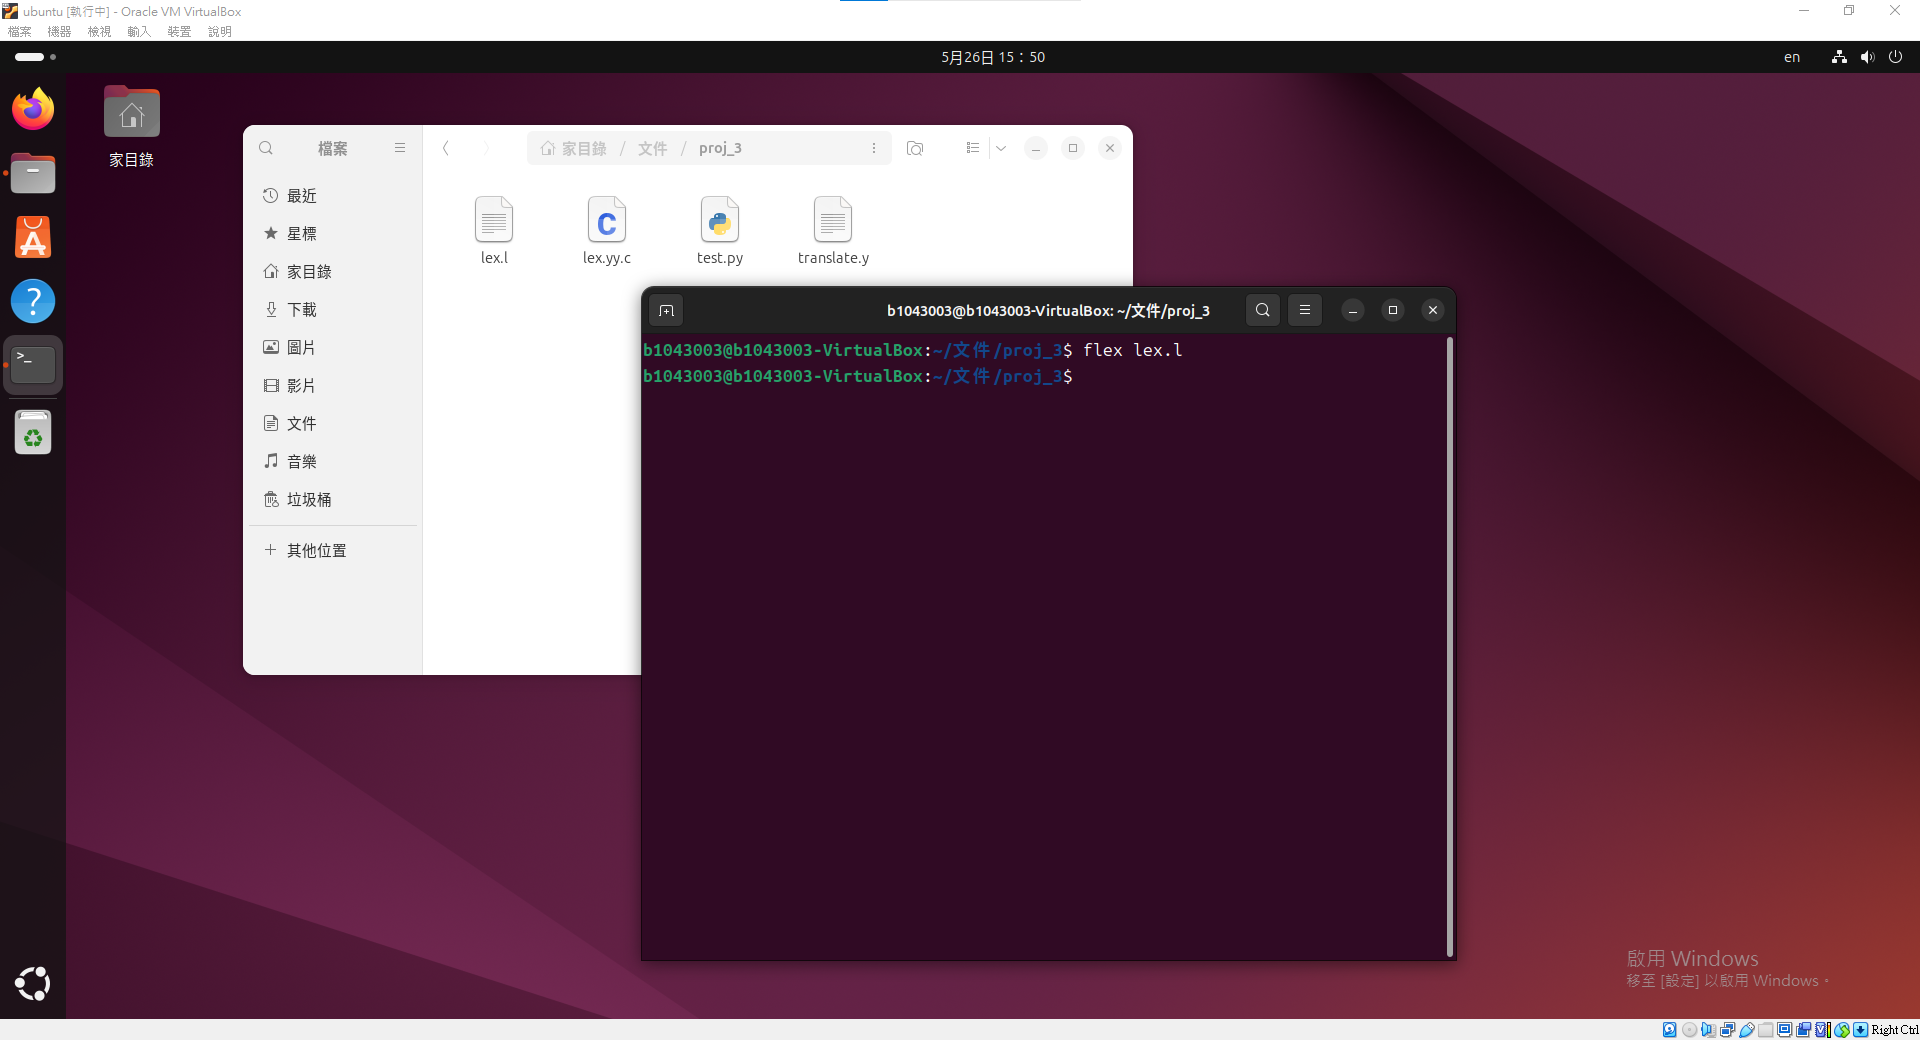 ubuntu [執行中] - Oracle VM VirtualBox
檔案 機器 檢視 輸入 裝置 說明
5月26日 15：50
en
家目錄
檔案
家目錄 / 文件 / proj_3
最近
星標
家目錄
下載
圖片
影片
文件
音樂
垃圾桶
其他位置
lex.l
lex.yy.c
test.py
translate.y
b1043003@b1043003-VirtualBox: ~/文件/proj_3
b1043003@b1043003-VirtualBox:~/文件/proj_3$ flex lex.l
b1043003@b1043003-VirtualBox:~/文件/proj_3$
啟用 Windows
移至 [設定] 以啟用 Windows。
Right Ctrl